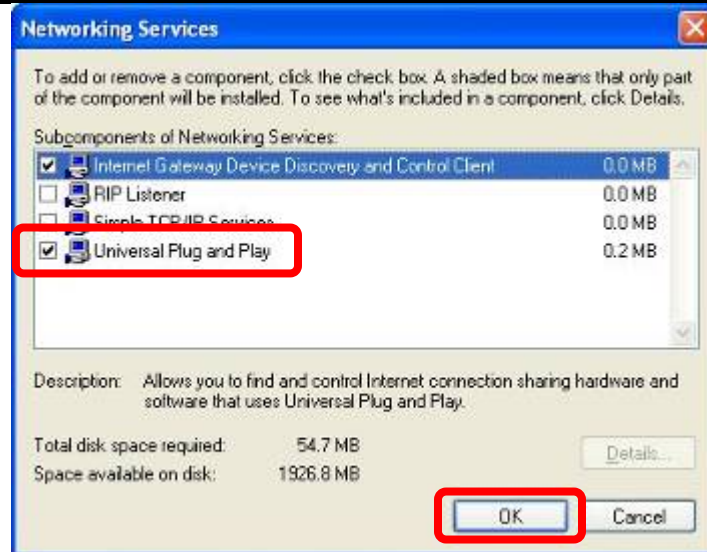 Networking Services
To add or remove a component, click the check box. A shaded box means that only part
of the component will be installed. To see what's included in a component, click Details.
Subcomponents of Networking Services:
Internet Gateway Device Discovery and Control Client 0.0 MB
RIP Listener 0.0 MB
Simple TCP/IP Services 0.0 MB
Universal Plug and Play 0.2 MB
Description: Allows you to find and control Internet connection sharing hardware and
software that uses Universal Plug and Play.
Total disk space required: 54.7 MB
Details...
Space available on disk: 1926.8 MB
OK Cancel